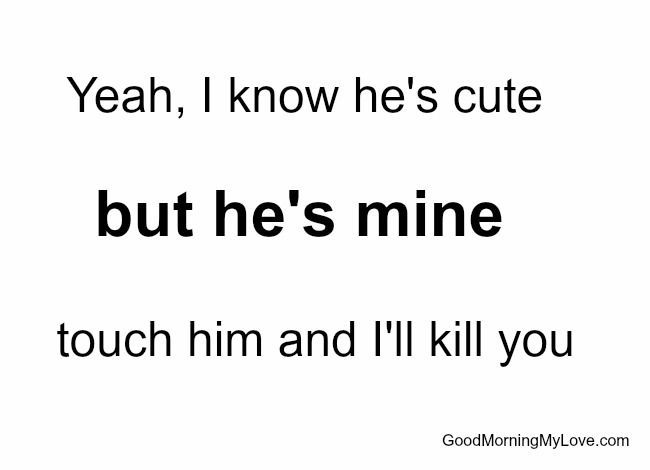 Yeah, I know he's cute
but he's mine
touch him and I'll kill you
GoodMorningMyLove.com